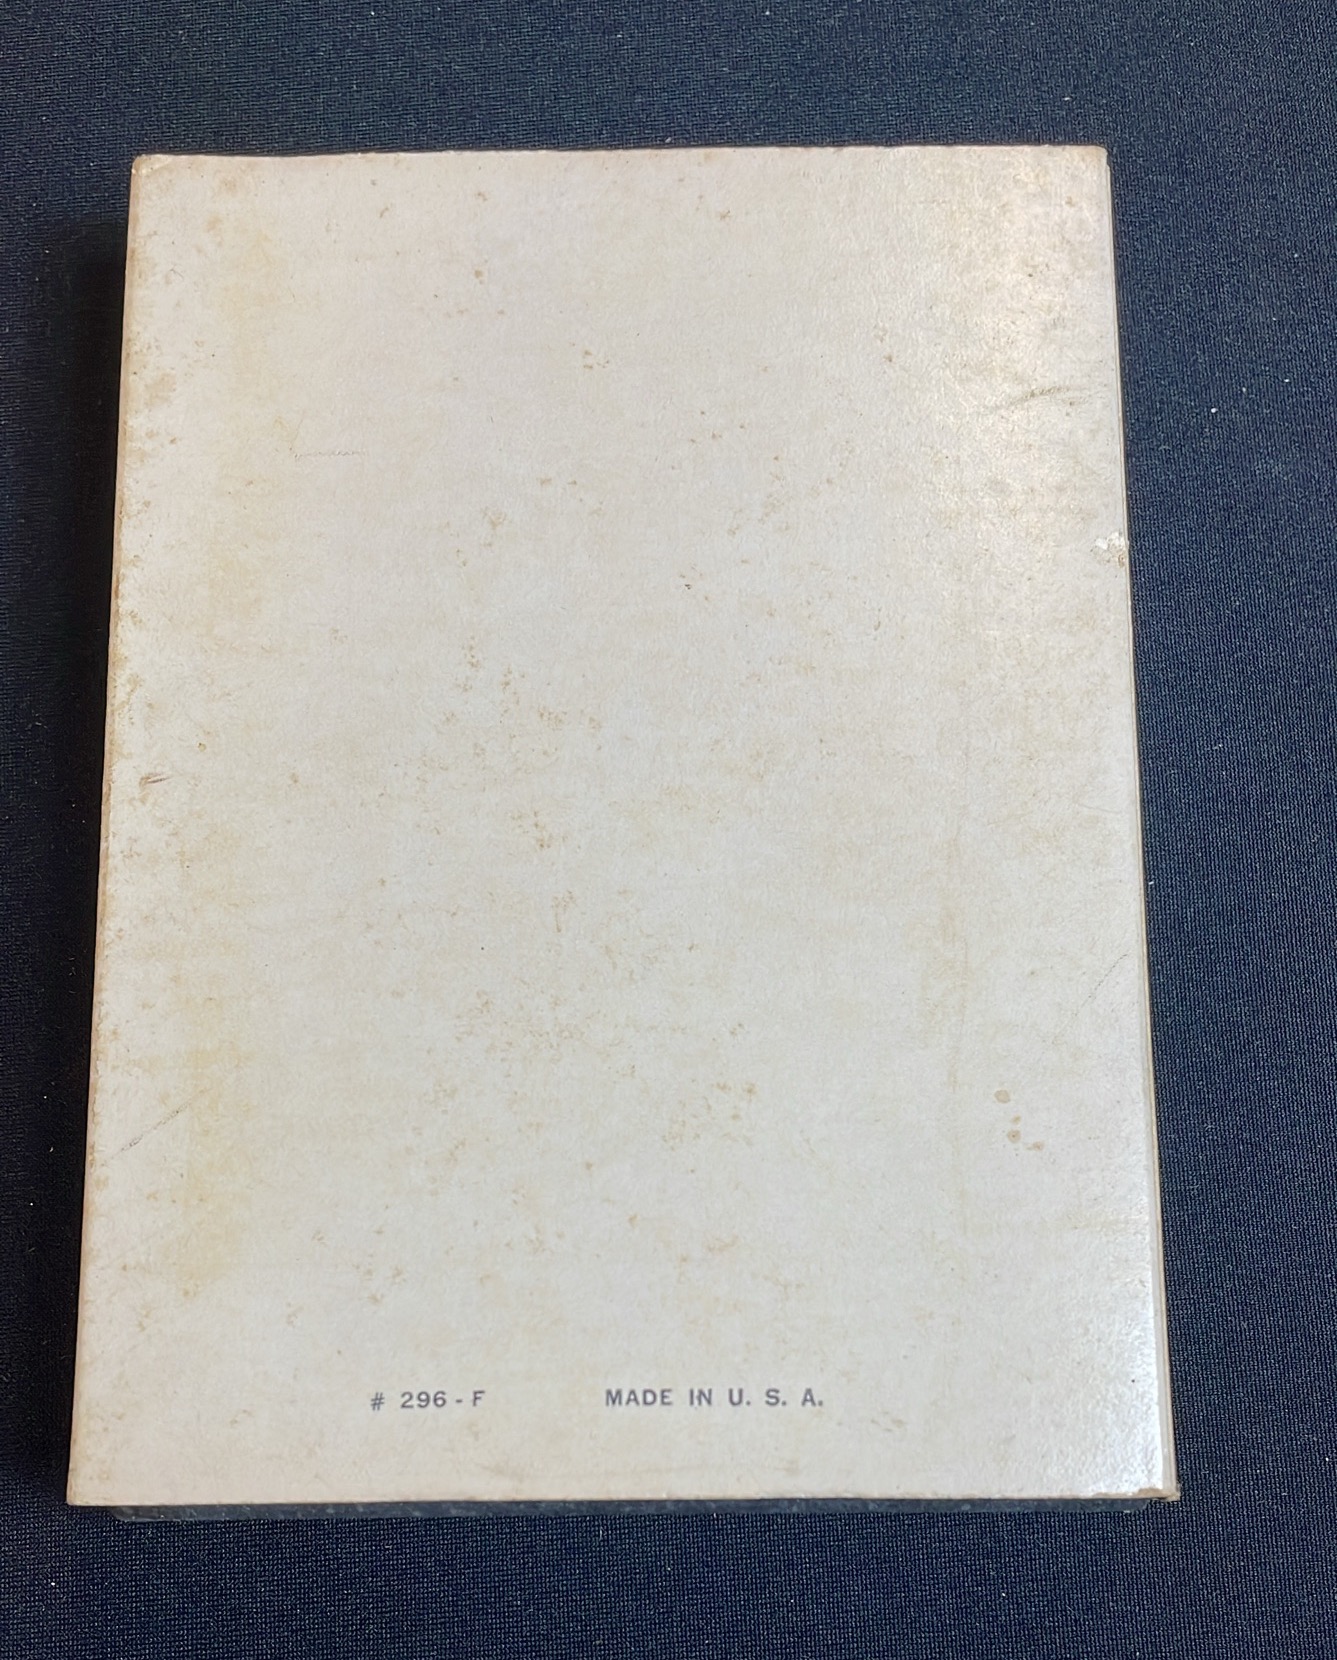 # 296 - F MADE IN U. S. A.